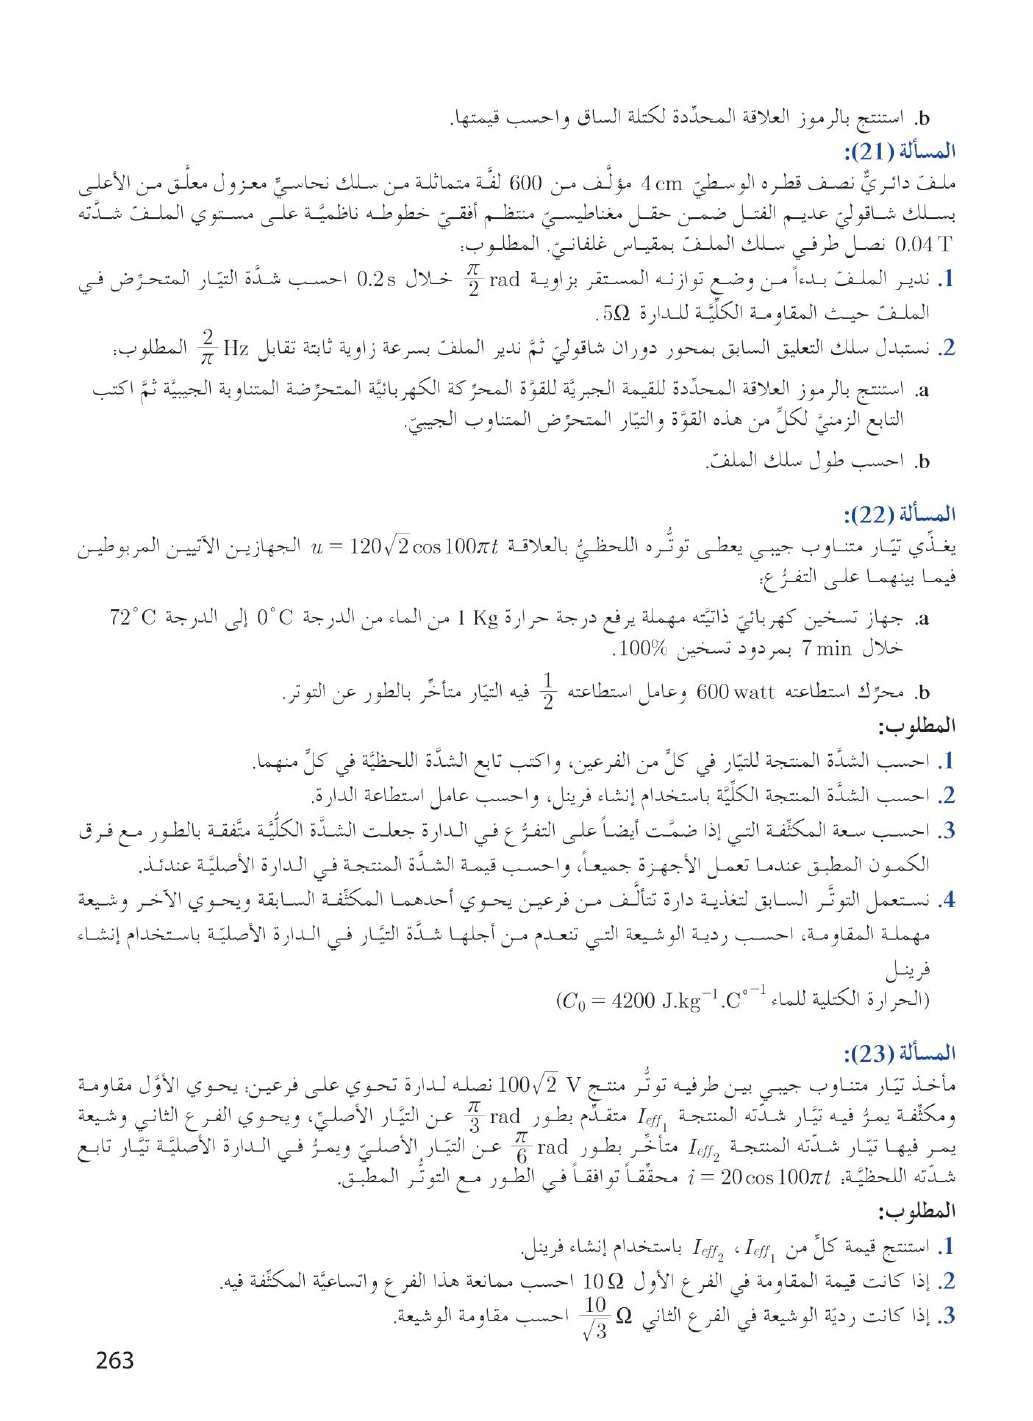 b. استنتج بالرموز العلاقة المحدّدة لكتلة الساق واحسب قيمتها.
المسألة (21):
ملفّ دائريٌّ نصف قطره الوسطيّ 4 cm مؤلَّف من 600 لفَّة متماثلة من سلك نحاسيٍّ معزول معلَّق من الأعلى
بسلك شاقوليّ عديم الفتل ضمن حقل مغناطيسيّ منتظم أفقيّ خطوطه ناظميَّة على مستوي الملفّ شدَّته
0.04 T نصل طرفي سلك الملفّ بمقياس غلفانيّ. المطلوب:
1. ندير الملفّ بدءاً من وضع توازنه المستقر بزاوية π/2 rad خلال 0.2 s احسب شدَّة التيّار المتحرّض في
الملفّ حيث المقاومة الكلِّيَّة للدارة 5Ω.
2. نستبدل سلك التعليق السابق بمحور دوران شاقوليّ ثمَّ ندير الملفّ بسرعة زاوية ثابتة تقابل 2/π Hz المطلوب:
a. استنتج بالرموز العلاقة المحدّدة للقيمة الجبريَّة للقوَّة المحرّكة الكهربائيَّة المتحرّضة المتناوبة الجيبيَّة ثمَّ اكتب
التابع الزمنيّ لكلٍّ من هذه القوَّة والتيّار المتحرّض المتناوب الجيبيّ.
b. احسب طول سلك الملفّ.
المسألة (22):
يغذّي تيّار متناوب جيبي يعطى توتُّره اللحظيُّ بالعلاقة u = 120√2 cos 100πt الجهازين الآتيين المربوطين
فيما بينهما على التفرُّع:
a. جهاز تسخين كهربائيّ ذاتيَّته مهملة يرفع درجة حرارة 1 Kg من الماء من الدرجة 0°C إلى الدرجة 72°C
خلال 7 min بمردود تسخين 100%.
b. محرّك استطاعته 600 watt وعامل استطاعته 1/2 فيه التيّار متأخّر بالطور عن التوتر.
المطلوب:
1. احسب الشدَّة المنتجة للتيّار في كلٍّ من الفرعين، واكتب تابع الشدَّة اللحظيَّة في كلٍّ منهما.
2. احسب الشدَّة المنتجة الكلِّيَّة باستخدام إنشاء فرينل، واحسب عامل استطاعة الدارة.
3. احسب سعة المكثّفة التي إذا ضمَّت أيضاً على التفرُّع في الدارة جعلت الشدَّة الكلِّيَّة متَّفقة بالطور مع فرق
الكمون المطبق عندما تعمل الأجهزة جميعاً، واحسب قيمة الشدَّة المنتجة في الدارة الأصليَّة عندئذ.
4. نستعمل التوتُّر السابق لتغذية دارة تتألَّف من فرعين يحوي أحدهما المكثّفة السابقة ويحوي الآخر وشيعة
مهملة المقاومة، احسب ردية الوشيعة التي تنعدم من أجلها شدَّة التيَّار في الدارة الأصليّة باستخدام إنشاء
فرينل
(الحرارة الكتلية للماء C₀ = 4200 J.kg⁻¹.C°⁻¹)
المسألة (23):
مأخذ تيّار متناوب جيبي بين طرفيه توتُّر منتج 100√2 V نصله لدارة تحوي على فرعين: يحوي الأوّل مقاومة
ومكثّفة يمرُّ فيه تيَّار شدّته المنتجة Ieff₁ متقدّم بطور π/3 rad عن التيَّار الأصليّ، ويحوي الفرع الثاني وشيعة
يمر فيها تيَّار شدّته المنتجة Ieff₂ متأخّر بطور π/6 rad عن التيّار الأصليّ ويمرُّ في الدارة الأصليَّة تيَّار تابع
شدّته اللحظيَّة: i = 20 cos 100πt محقّقاً توافقاً في الطور مع التوتُّر المطبق.
المطلوب:
1. استنتج قيمة كلٍّ من Ieff₁ ، Ieff₂ باستخدام إنشاء فرينل.
2. إذا كانت قيمة المقاومة في الفرع الأول 10 Ω احسب ممانعة هذا الفرع واتساعيَّة المكثّفة فيه.
3. إذا كانت رديّة الوشيعة في الفرع الثاني 10/√3 Ω احسب مقاومة الوشيعة.
263